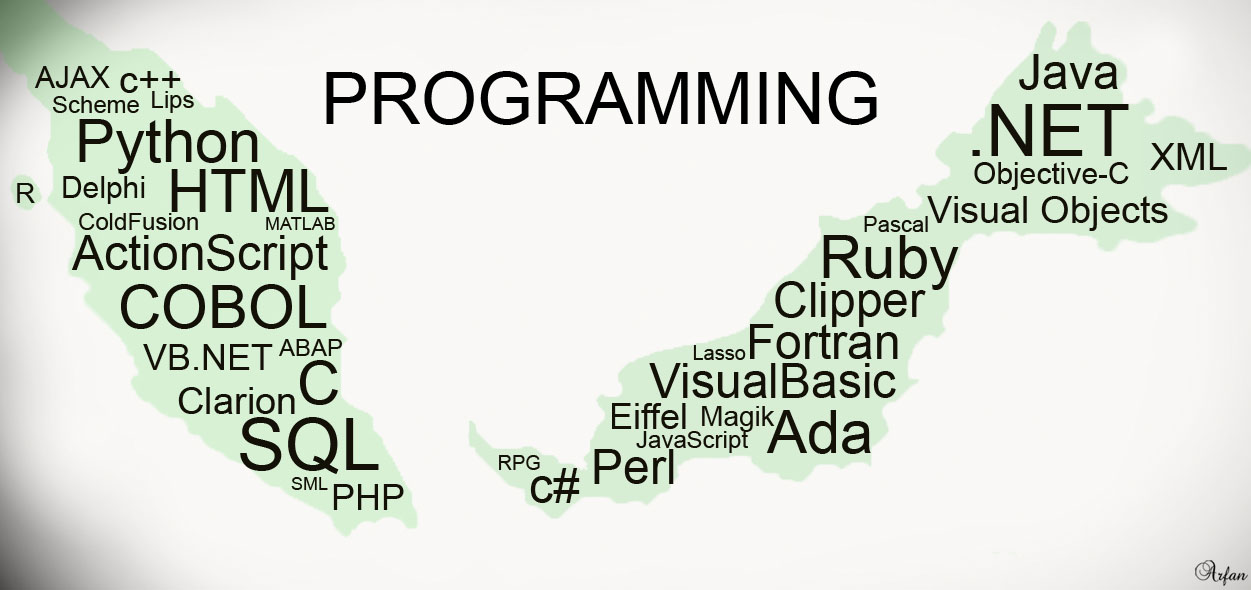 PROGRAMMING
AJAX c++
Scheme Lips
Python
R Delphi HTML
ColdFusion MATLAB
ActionScript
COBOL
VB.NET ABAP
C
Clarion
SQL
SML PHP
Java
.NET
XML
Objective-C
Visual Objects
Pascal
Ruby
Clipper
Fortran
Lasso
VisualBasic
Eiffel Magik Ada
JavaScript
RPG Perl
c#
Arfan